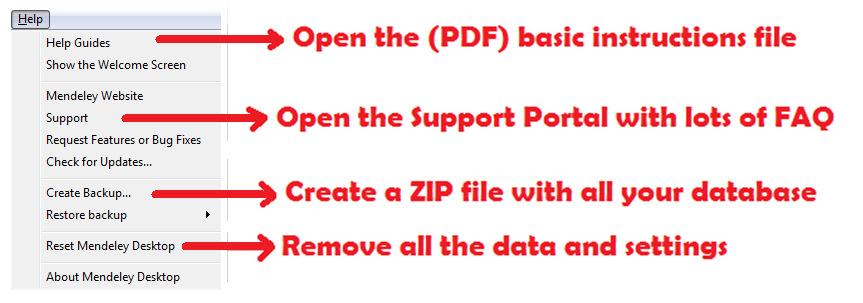 Help
Help Guides
Open the (PDF) basic instructions file
Show the Welcome Screen
Mendeley Website
Support
Open the Support Portal with lots of FAQ
Request Features or Bug Fixes
Check for Updates...
Create Backup...
Create a ZIP file with all your database
Restore backup
Reset Mendeley Desktop
Remove all the data and settings
About Mendeley Desktop